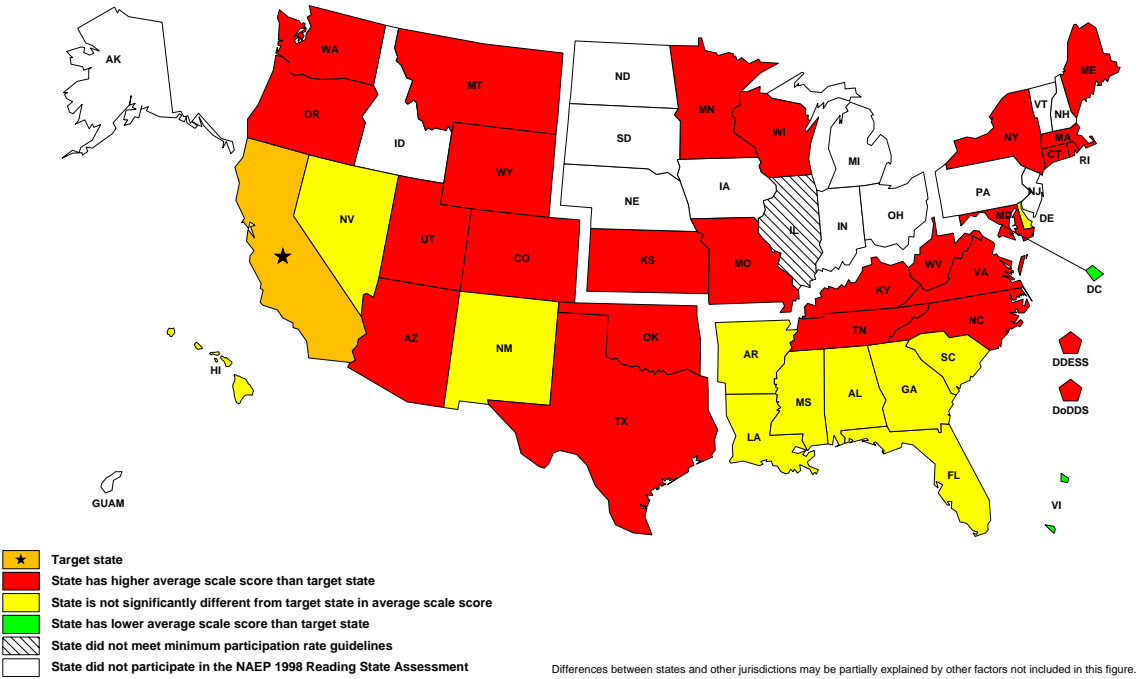 AK
WA
MT
ND
MN
ME
VT
NH
OR
ID
SD
WI
NY
MA
CT
RI
MI
WY
IA
PA
NJ
NE
OH
NV
IL
IN
MD
DE
UT
CO
KS
MO
WV
VA
DC
KY
NC
TN
AZ
NM
OK
AR
SC
DDESS
HI
MS
AL
GA
DoDDS
TX
LA
FL
GUAM
VI
Target state
State has higher average scale score than target state
State is not significantly different from target state in average scale score
State has lower average scale score than target state
State did not meet minimum participation rate guidelines
State did not participate in the NAEP 1998 Reading State Assessment
Differences between states and other jurisdictions may be partially explained by other factors not included in this figure.